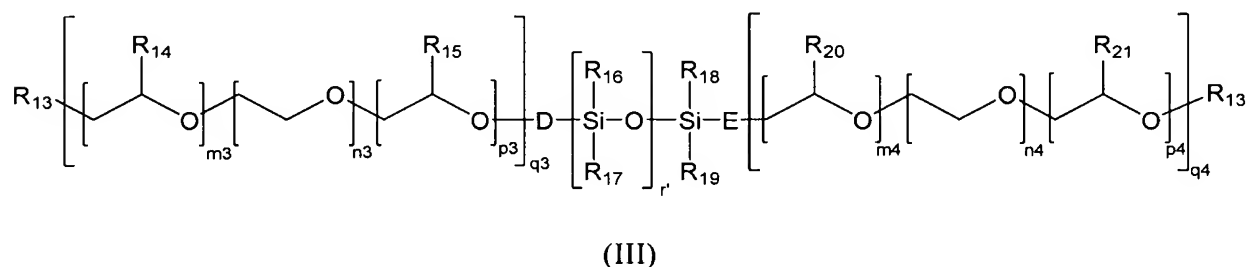 R14 R15 R16 R18 R20 R21
R13 O m3 O n3 O p3 q3 D Si O r' Si E O m4 O n4 O p4 q4 R13
R17 R19
(III)